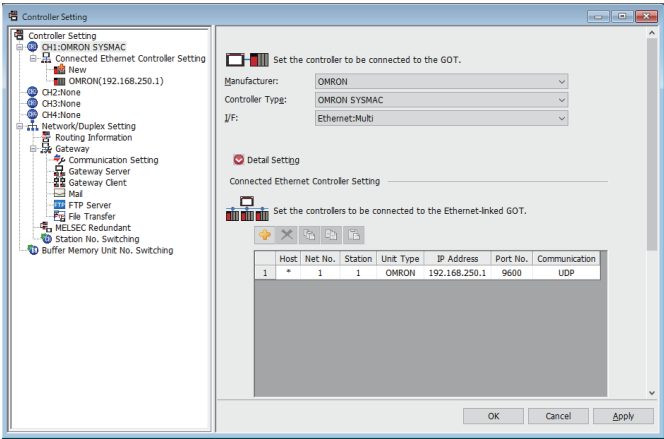 Controller Setting
Controller Setting
CH1:OMRON SYSMAC
Connected Ethernet Controller Setting
New
OMRON(192.168.250.1)
CH2:None
CH3:None
CH4:None
Network/Duplex Setting
Routing Information
Gateway
Communication Setting
Gateway Server
Gateway Client
Mail
FTP Server
File Transfer
MELSEC Redundant
Station No. Switching
Buffer Memory Unit No. Switching
Set the controller to be connected to the GOT.
Manufacturer: OMRON
Controller Type: OMRON SYSMAC
I/F: Ethernet:Multi
Detail Setting
Connected Ethernet Controller Setting
Set the controllers to be connected to the Ethernet-linked GOT.
Host Net No. Station Unit Type IP Address Port No. Communication
1 * 1 1 OMRON 192.168.250.1 9600 UDP
OK Cancel Apply